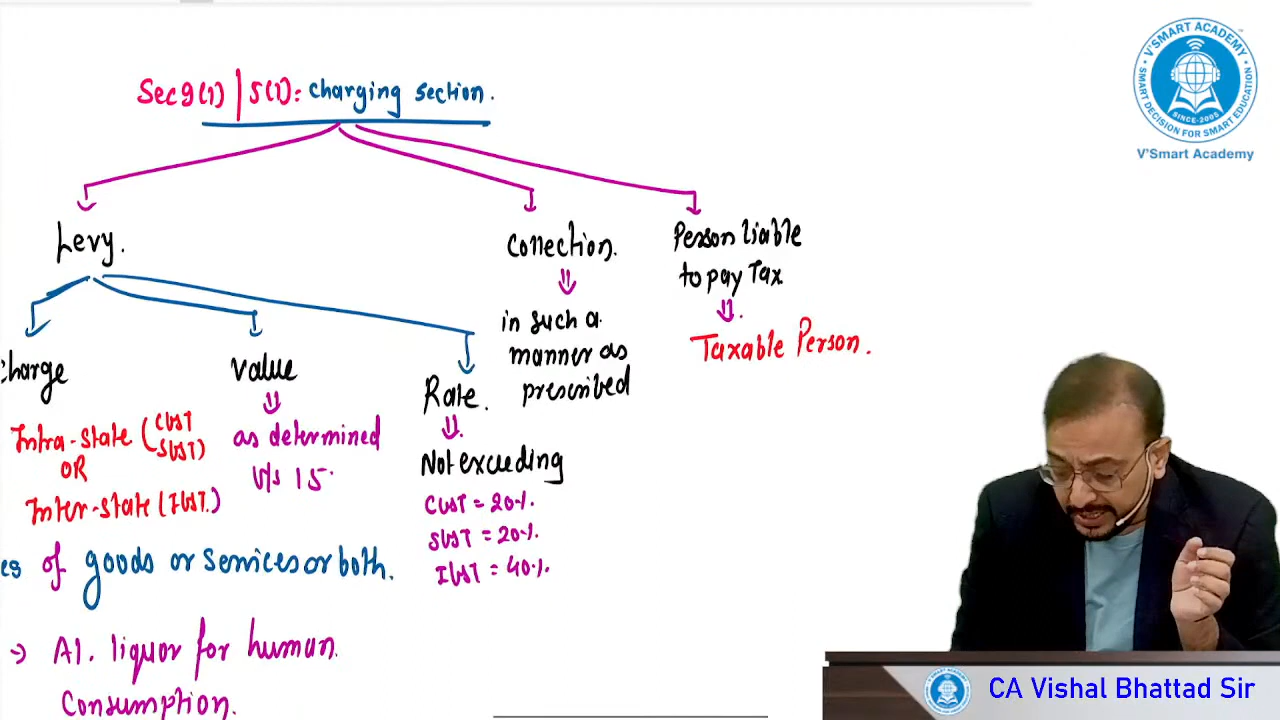 Sec 9(1) | 5(1): charging section.
Levy.
Collection.
Person liable
to pay Tax
in such a
manner as
prescribed
Taxable Person.
charge
value
Rate.
Intra-state (CGST
SGST)
OR
Inter-state (IGST.)
as determined
U/s 15.
Not exceeding
CGST = 20%.
SGST = 20%.
IGST = 40%.
es of goods or services or both.
→ Al. liquor for human
Consumption.
V'SMART ACADEMY
SMART DECISION FOR SMART EDUCATION
SINCE-2005
V'Smart Academy
CA Vishal Bhattad Sir